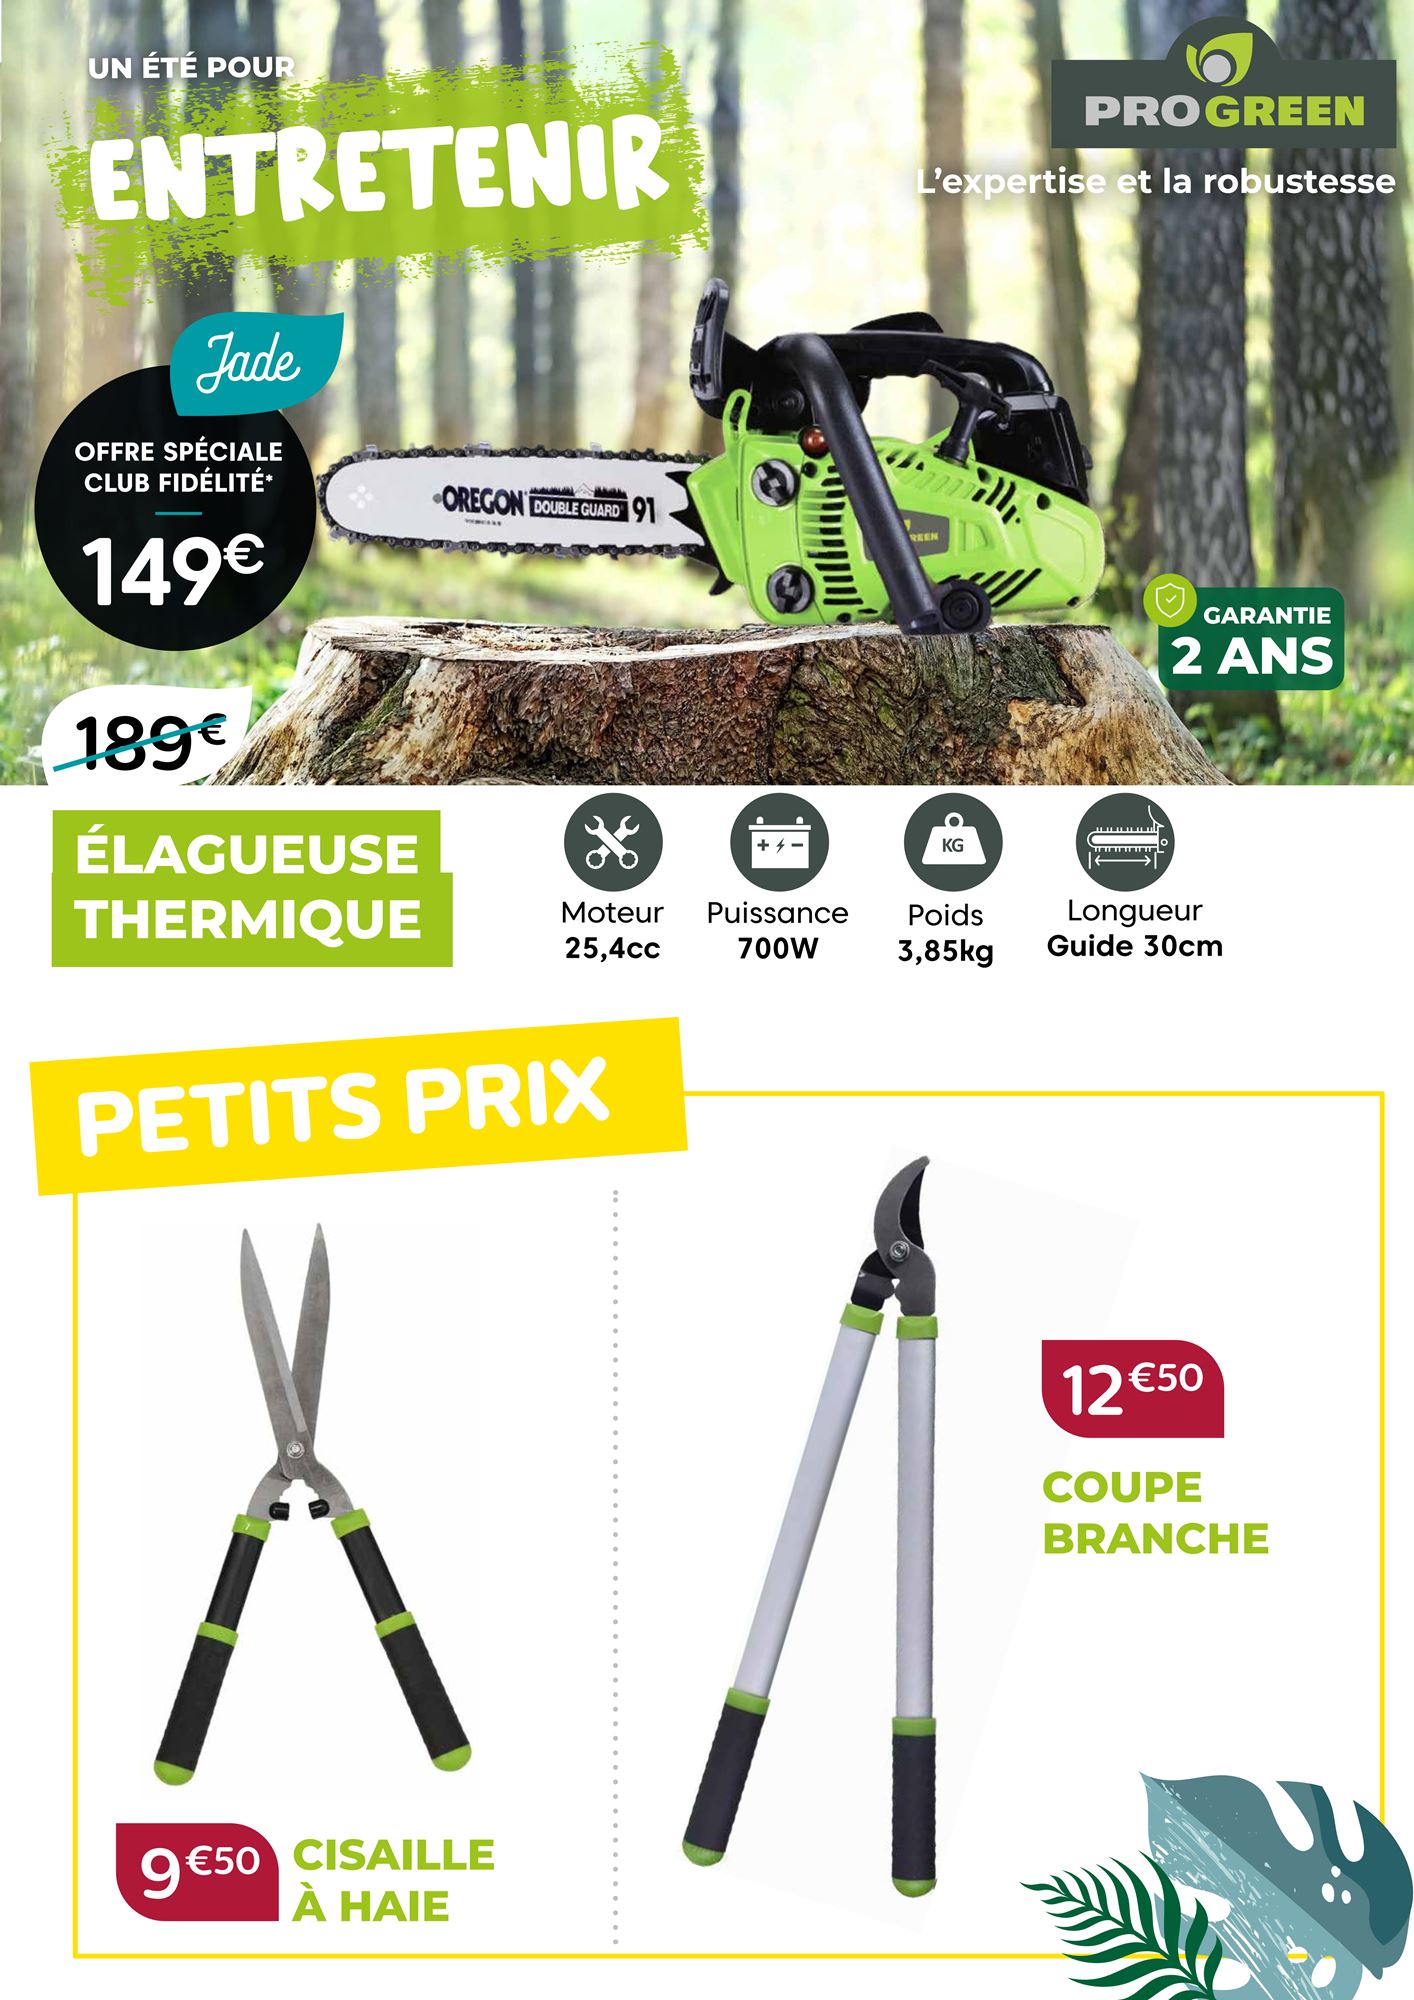 UN ÉTÉ POUR
ENTRETENIR
PROGREEN
L'expertise et la robustesse
Jade
OFFRE SPÉCIALE
CLUB FIDÉLITÉ*
149€
OREGON DOUBLE GUARD 91
GARANTIE
2 ANS
189€
ÉLAGUEUSE
THERMIQUE
KG
Moteur
25,4cc
Puissance
700W
Poids
3,85kg
Longueur
Guide 30cm
PETITS PRIX
12€50
COUPE
BRANCHE
9€50
CISAILLE
À HAIE